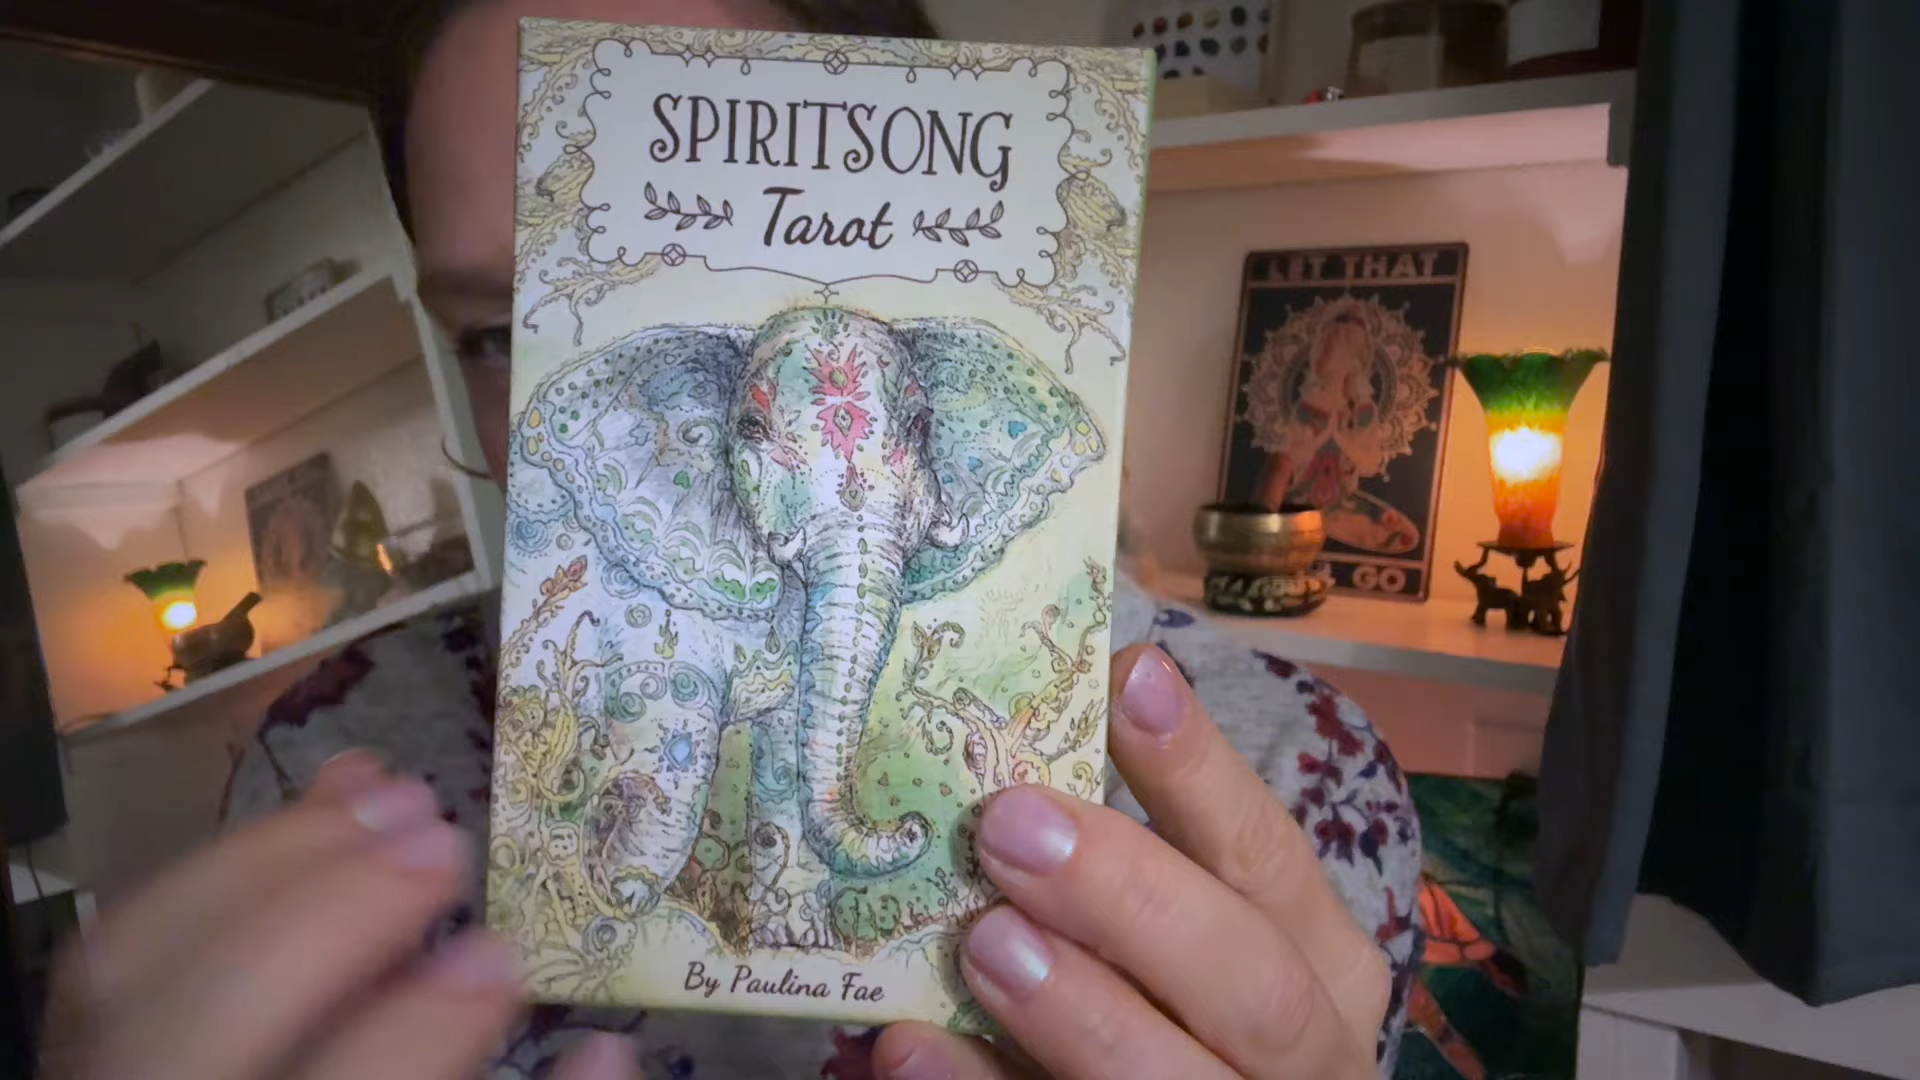 SPIRITSONG
Tarot
By Paulina Fae
LET THAT
GO